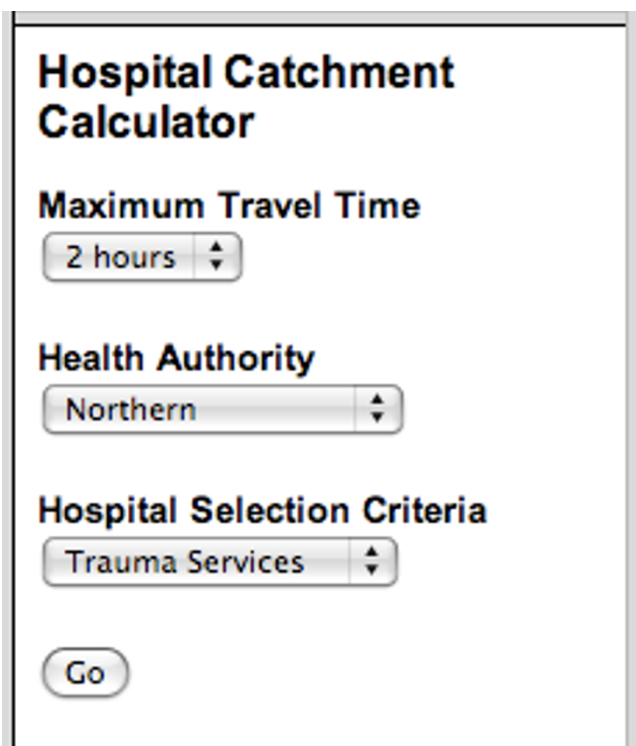 Hospital Catchment
Calculator
Maximum Travel Time
2 hours
Health Authority
Northern
Hospital Selection Criteria
Trauma Services
Go